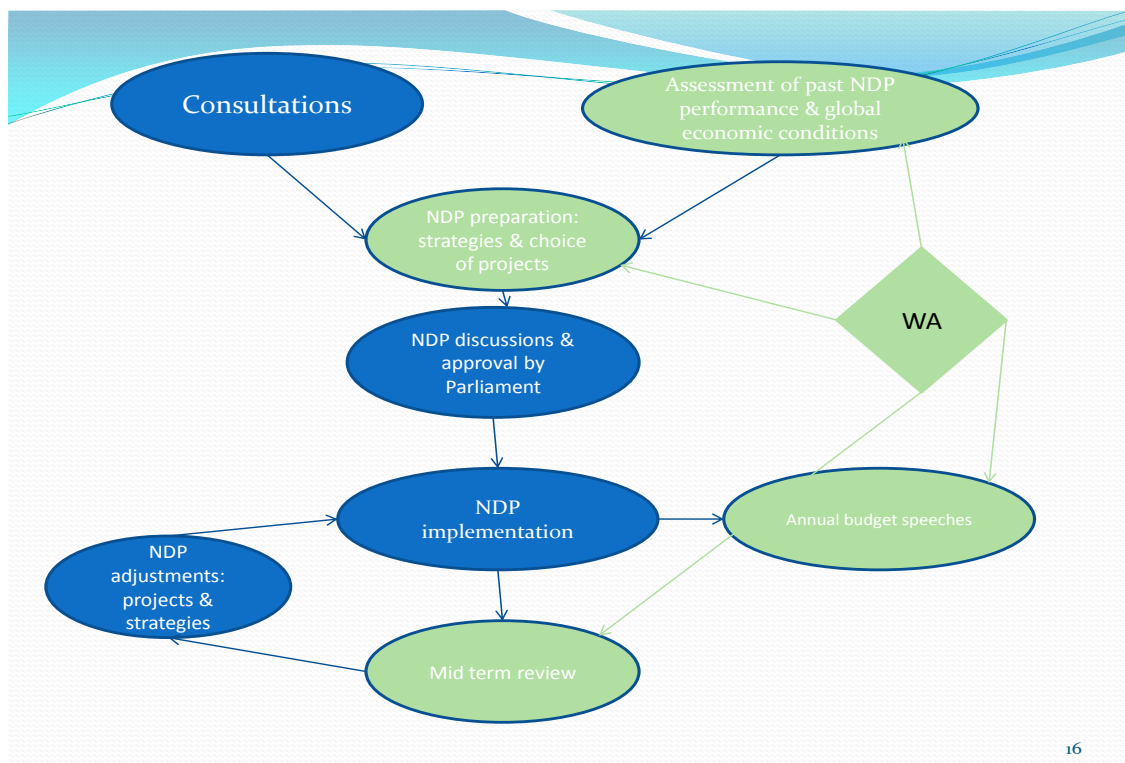 Consultations
Assessment of past NDP
performance & global
economic conditions
NDP preparation:
strategies & choice
of projects
WA
NDP discussions &
approval by
Parliament
NDP
implementation
Annual budget speeches
NDP
adjustments:
projects &
strategies
Mid term review
16